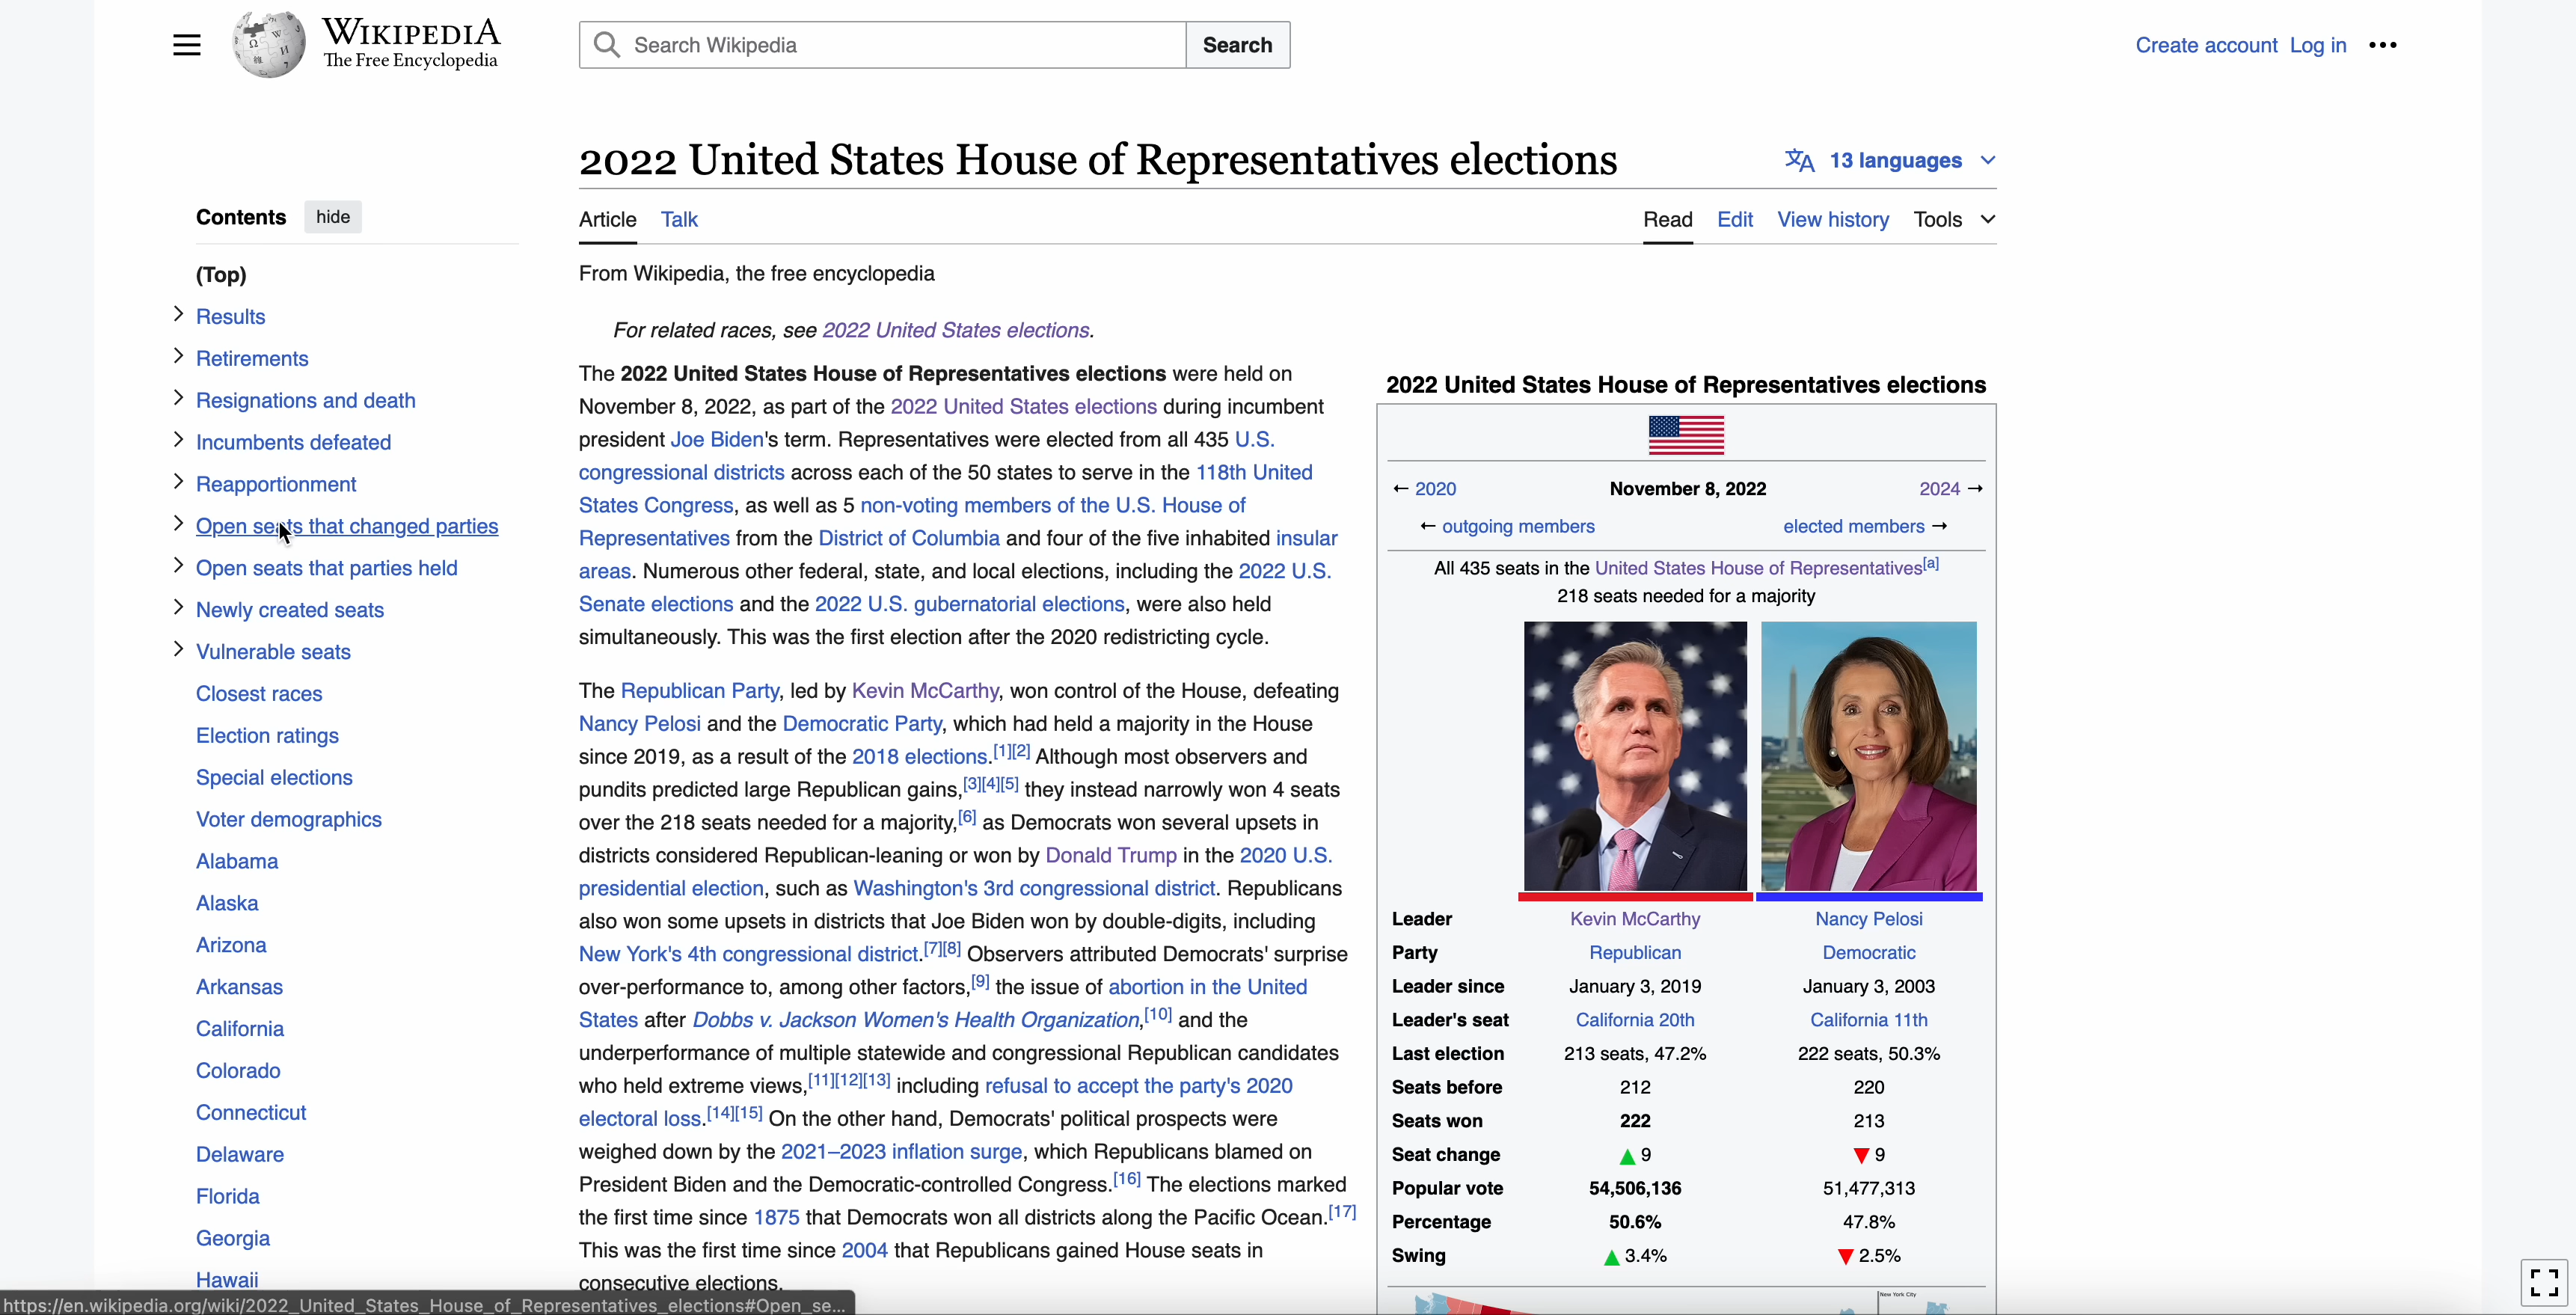 WIKIPEDIA
The Free Encyclopedia
Search Wikipedia
Search
Create account Log in
2022 United States House of Representatives elections
13 languages
Contents hide
Article Talk
Read Edit View history Tools
(Top)
Results
Retirements
Resignations and death
Incumbents defeated
Reapportionment
Open seats that changed parties
Open seats that parties held
Newly created seats
Vulnerable seats
Closest races
Election ratings
Special elections
Voter demographics
Alabama
Alaska
Arizona
Arkansas
California
Colorado
Connecticut
Delaware
Florida
Georgia
Hawaii
From Wikipedia, the free encyclopedia
For related races, see 2022 United States elections.
The 2022 United States House of Representatives elections were held on
November 8, 2022, as part of the 2022 United States elections during incumbent
president Joe Biden's term. Representatives were elected from all 435 U.S.
congressional districts across each of the 50 states to serve in the 118th United
States Congress, as well as 5 non-voting members of the U.S. House of
Representatives from the District of Columbia and four of the five inhabited insular
areas. Numerous other federal, state, and local elections, including the 2022 U.S.
Senate elections and the 2022 U.S. gubernatorial elections, were also held
simultaneously. This was the first election after the 2020 redistricting cycle.
The Republican Party, led by Kevin McCarthy, won control of the House, defeating
Nancy Pelosi and the Democratic Party, which had held a majority in the House
since 2019, as a result of the 2018 elections.[1][2] Although most observers and
pundits predicted large Republican gains,[3][4][5] they instead narrowly won 4 seats
over the 218 seats needed for a majority,[6] as Democrats won several upsets in
districts considered Republican-leaning or won by Donald Trump in the 2020 U.S.
presidential election, such as Washington's 3rd congressional district. Republicans
also won some upsets in districts that Joe Biden won by double-digits, including
New York's 4th congressional district.[7][8] Observers attributed Democrats' surprise
over-performance to, among other factors,[9] the issue of abortion in the United
States after Dobbs v. Jackson Women's Health Organization,[10] and the
underperformance of multiple statewide and congressional Republican candidates
who held extreme views,[11][12][13] including refusal to accept the party's 2020
electoral loss.[14][15] On the other hand, Democrats' political prospects were
weighed down by the 2021–2023 inflation surge, which Republicans blamed on
President Biden and the Democratic-controlled Congress.[16] The elections marked
the first time since 1875 that Democrats won all districts along the Pacific Ocean.[17]
This was the first time since 2004 that Republicans gained House seats in
consecutive elections.
2022 United States House of Representatives elections
← 2020 November 8, 2022 2024 →
← outgoing members elected members →
All 435 seats in the United States House of Representatives[a]
218 seats needed for a majority
Leader Kevin McCarthy Nancy Pelosi
Party Republican Democratic
Leader since January 3, 2019 January 3, 2003
Leader's seat California 20th California 11th
Last election 213 seats, 47.2% 222 seats, 50.3%
Seats before 212 220
Seats won 222 213
Seat change ▲ 9 ▼ 9
Popular vote 54,506,136 51,477,313
Percentage 50.6% 47.8%
Swing ▲ 3.4% ▼ 2.5%
New York City
https://en.wikipedia.org/wiki/2022_United_States_House_of_Representatives_elections#Open_se...